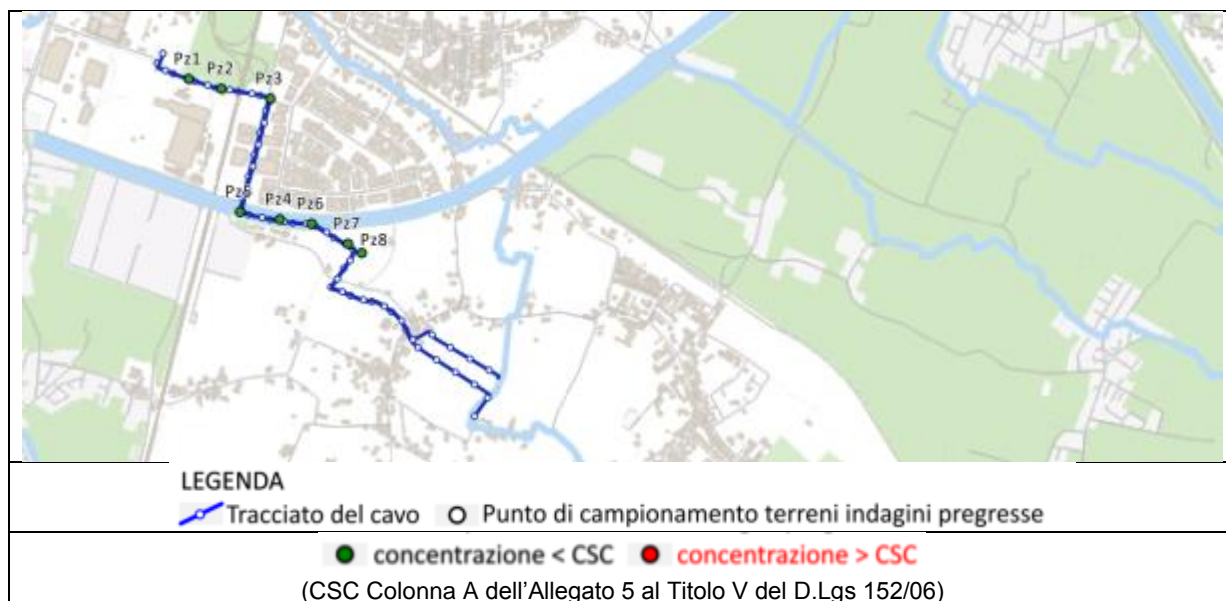 Pz1
Pz2
Pz3
Pz5
Pz4
Pz6
Pz7
Pz8
LEGENDA
Tracciato del cavo
Punto di campionamento terreni indagini pregresse
concentrazione < CSC
concentrazione > CSC
(CSC Colonna A dell'Allegato 5 al Titolo V del D.Lgs 152/06)